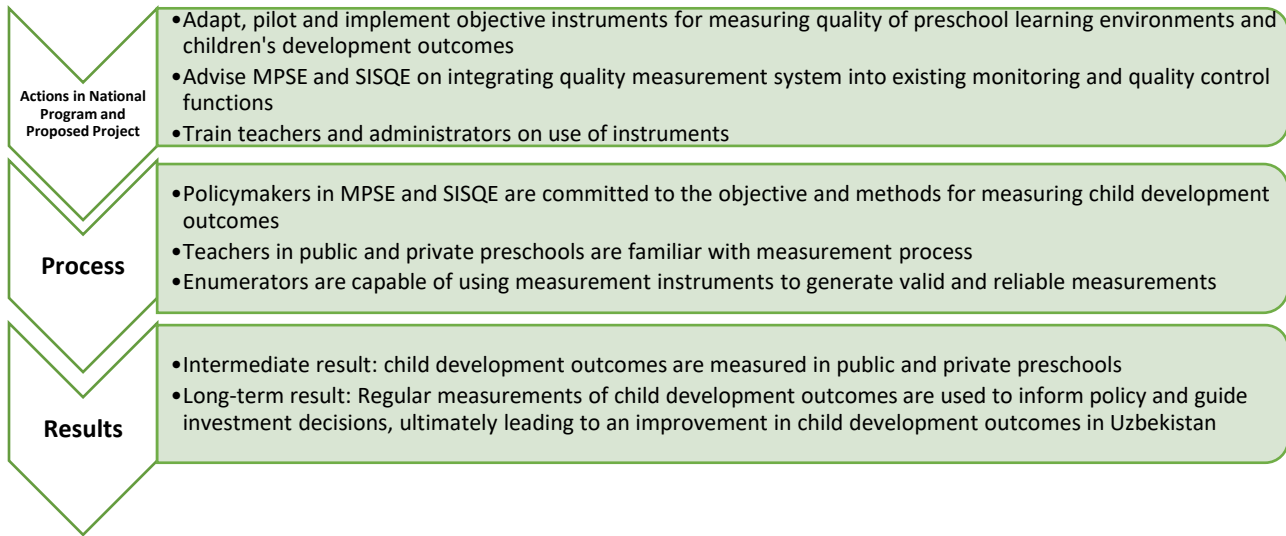 Actions in National
Program and
Proposed Project
•Adapt, pilot and implement objective instruments for measuring quality of preschool learning environments and
children's development outcomes
•Advise MPSE and SISQE on integrating quality measurement system into existing monitoring and quality control
functions
•Train teachers and administrators on use of instruments
Process
•Policymakers in MPSE and SISQE are committed to the objective and methods for measuring child development
outcomes
•Teachers in public and private preschools are familiar with measurement process
•Enumerators are capable of using measurement instruments to generate valid and reliable measurements
Results
•Intermediate result: child development outcomes are measured in public and private preschools
•Long-term result: Regular measurements of child development outcomes are used to inform policy and guide
investment decisions, ultimately leading to an improvement in child development outcomes in Uzbekistan